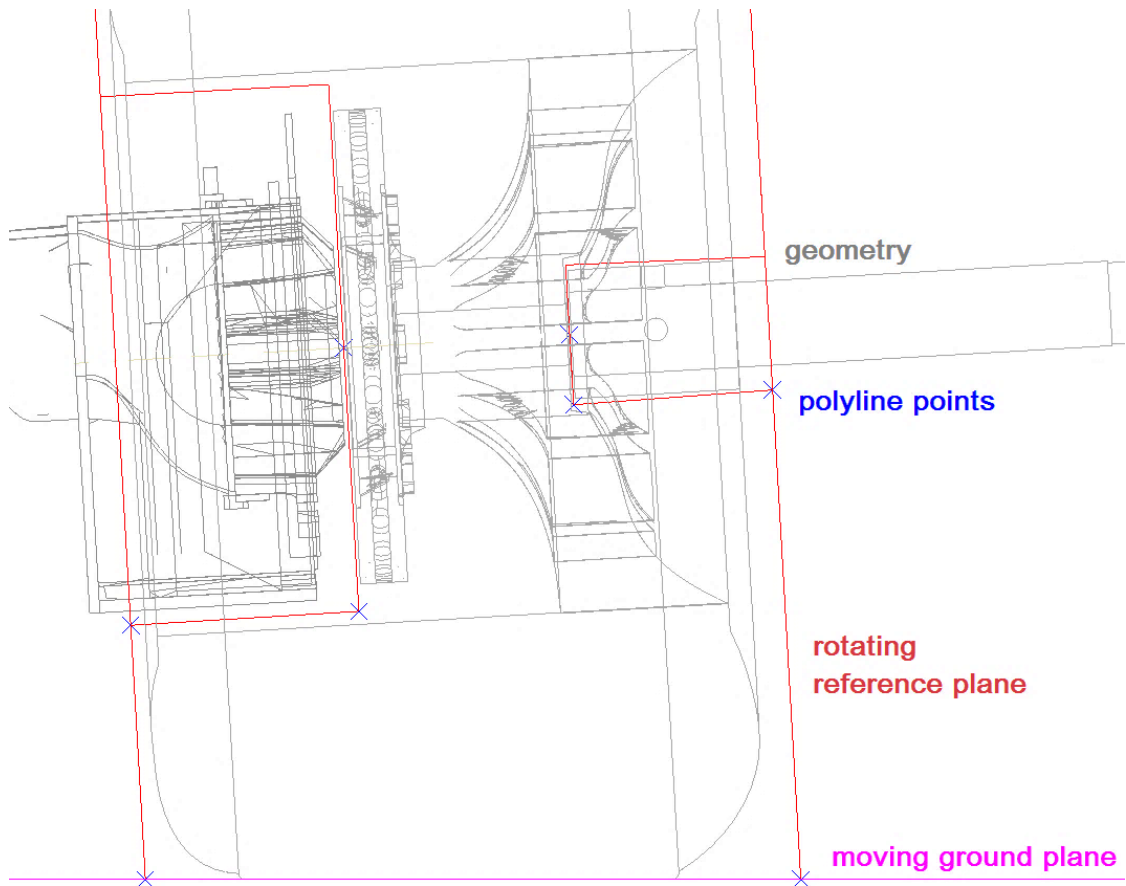 geometry
polyline points
rotating
reference plane
moving ground plane